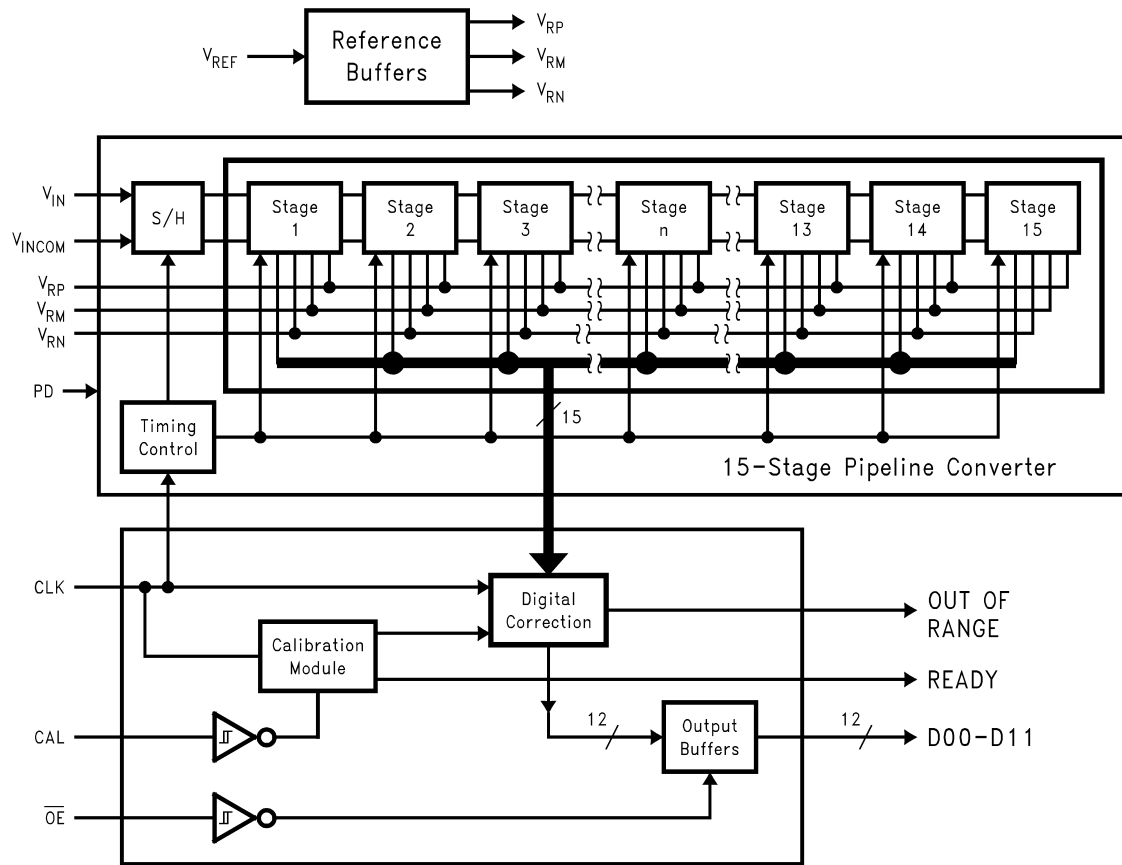 V_RP
Reference
V_REF
V_RM
Buffers
V_RN
V_IN
S/H
Stage
1
Stage
2
Stage
3
Stage
n
Stage
13
Stage
14
Stage
15
V_INCOM
V_RP
V_RM
V_RN
PD
Timing
Control
15
15-Stage Pipeline Converter
CLK
Digital
Correction
OUT OF
RANGE
Calibration
Module
READY
CAL
12
Output
Buffers
12
D00-D11
O̅E̅